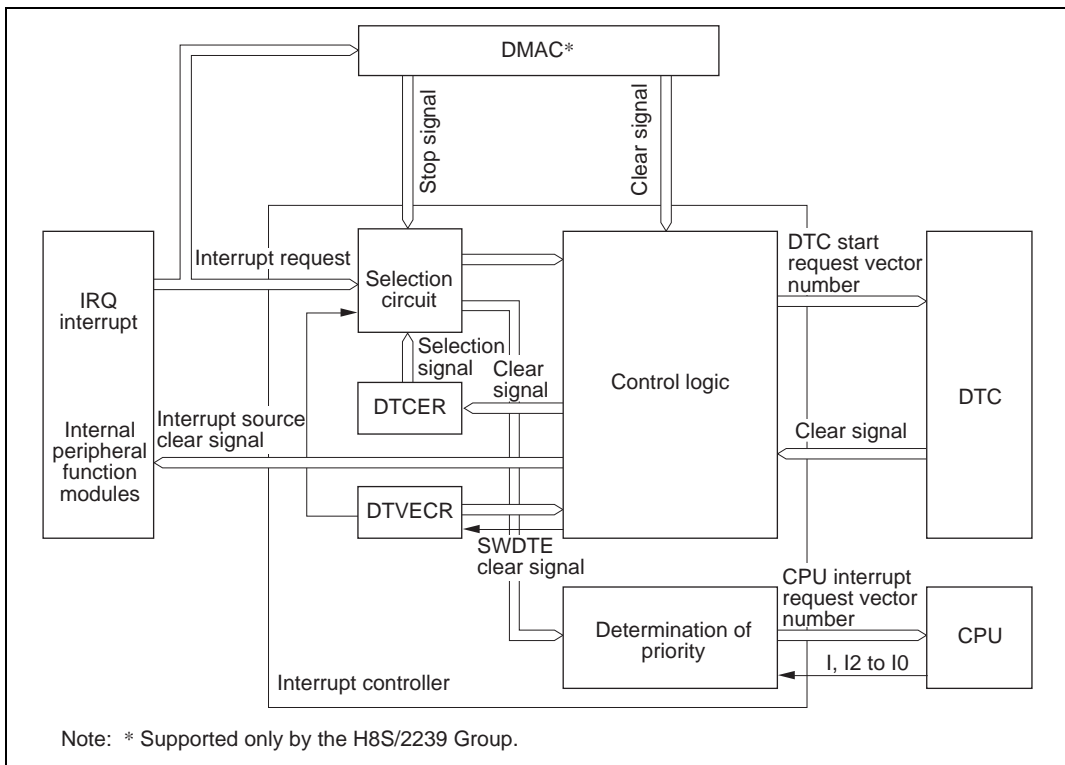 DMAC*
Stop signal
Clear signal
IRQ
interrupt
Internal
peripheral
function
modules
Interrupt request
Selection
circuit
Selection
signal
DTCER
Clear
signal
Interrupt source
clear signal
DTVECR
SWDTE
clear signal
Control logic
DTC start
request vector
number
DTC
Clear signal
Determination of
priority
CPU interrupt
request vector
number
CPU
I, I2 to I0
Interrupt controller
Note: * Supported only by the H8S/2239 Group.